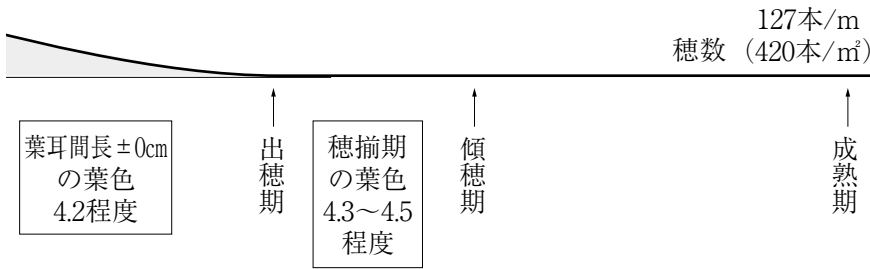 127本/m
穂数（420本/㎡）
葉耳間長±0cm
の葉色
4.2程度
出穂期
穂揃期
の葉色
4.3〜4.5
程度
傾穂期
成熟期